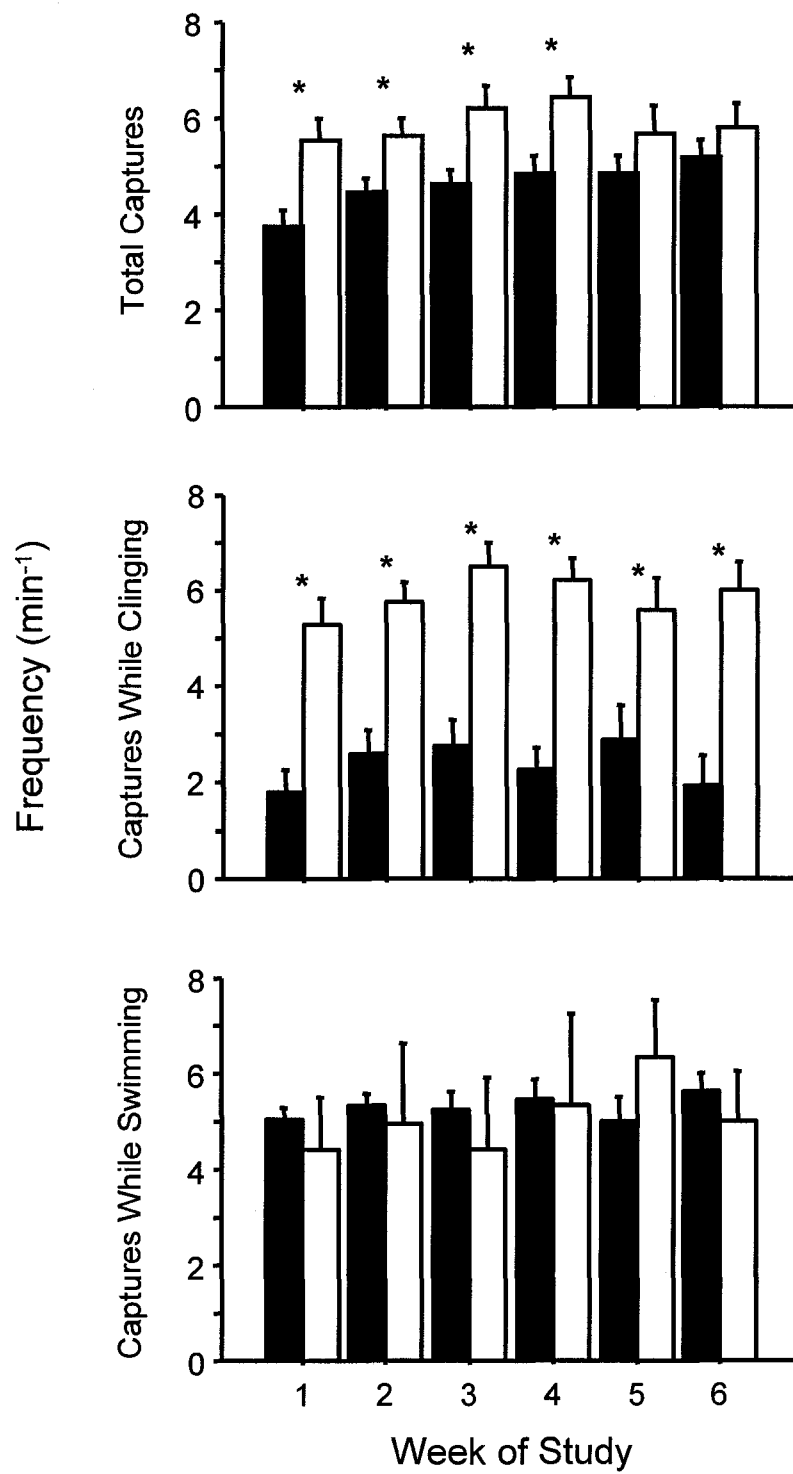 Frequency (min⁻¹)
Total Captures
8
6
4
2
0
* * * *
Captures While Clinging
8
6
4
2
0
* * * * * *
Captures While Swimming
8
6
4
2
0
1 2 3 4 5 6
Week of Study